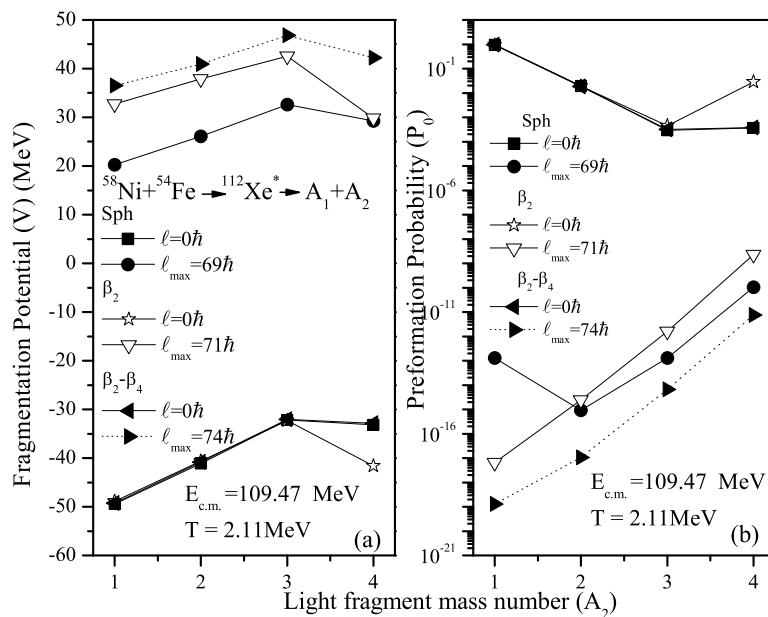 Fragmentation Potential (V) (MeV)
50
40
30
20
10
0
-10
-20
-30
-40
-50
-60
⁵⁸Ni+⁵⁴Fe→¹¹²Xe*→A₁+A₂
Sph
ℓ=0ħ
ℓmax=69ħ
β₂
ℓ=0ħ
ℓmax=71ħ
β₂-β₄
ℓ=0ħ
ℓmax=74ħ
E_c.m.=109.47 MeV
T = 2.11MeV
(a)
1 2 3 4
Preformation Probability (P₀)
10⁻¹
10⁻⁶
10⁻¹¹
10⁻¹⁶
10⁻²¹
Sph
ℓ=0ħ
ℓmax=69ħ
β₂
ℓ=0ħ
ℓmax=71ħ
β₂-β₄
ℓ=0ħ
ℓmax=74ħ
E_c.m.=109.47 MeV
T = 2.11MeV
(b)
1 2 3 4
Light fragment mass number (A₂)